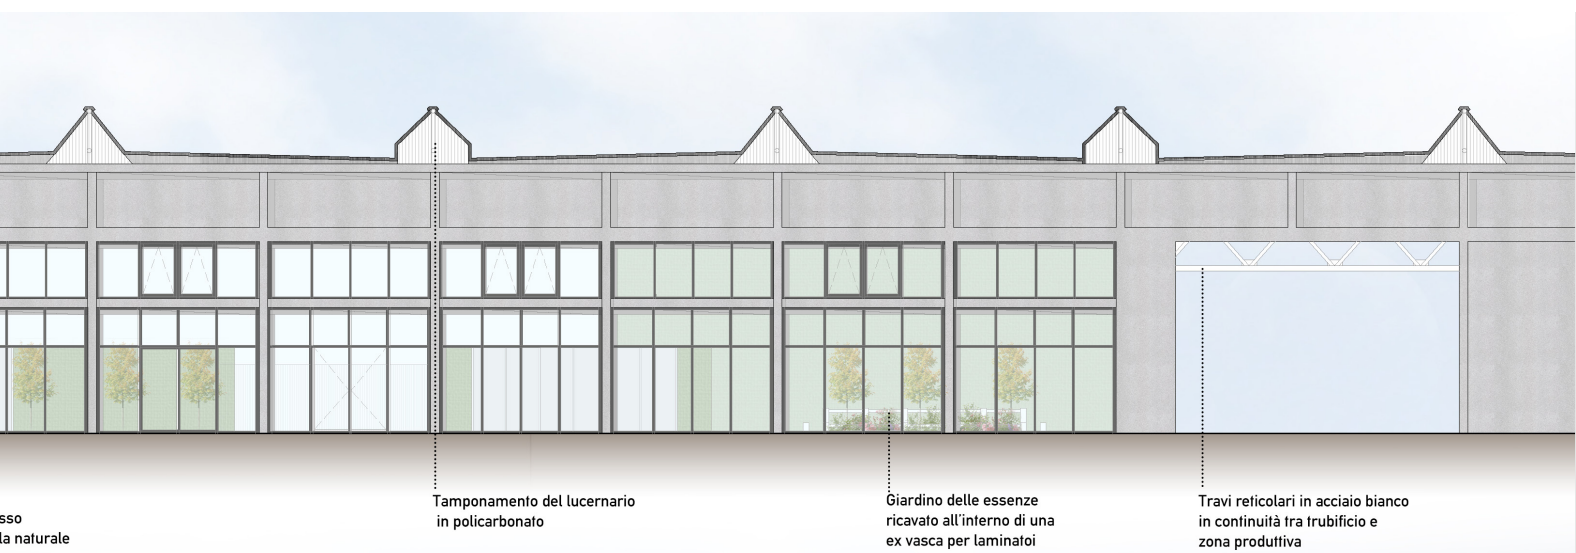 sso
la naturale
Tamponamento del lucernario
in policarbonato
Giardino delle essenze
ricavato all'interno di una
ex vasca per laminatoi
Travi reticolari in acciaio bianco
in continuità tra trubificio e
zona produttiva